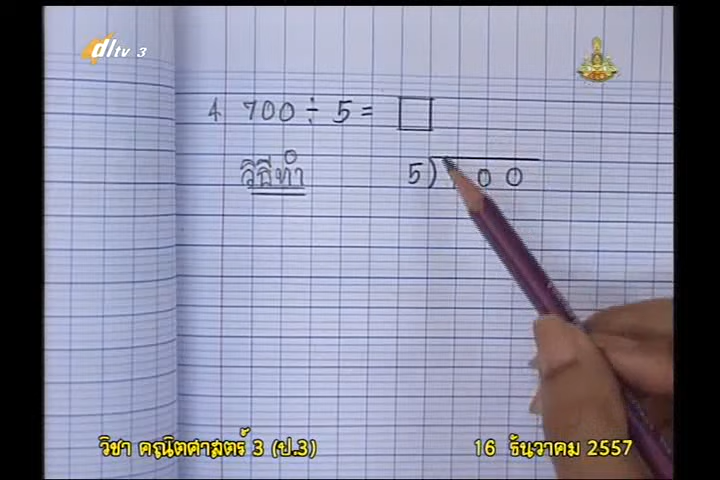 dltv 3
4 700 ÷ 5 = □
วิธีทำ 5) 00
วิชา คณิตศาสตร์ 3 (ป.3) 16 ธันวาคม 2557